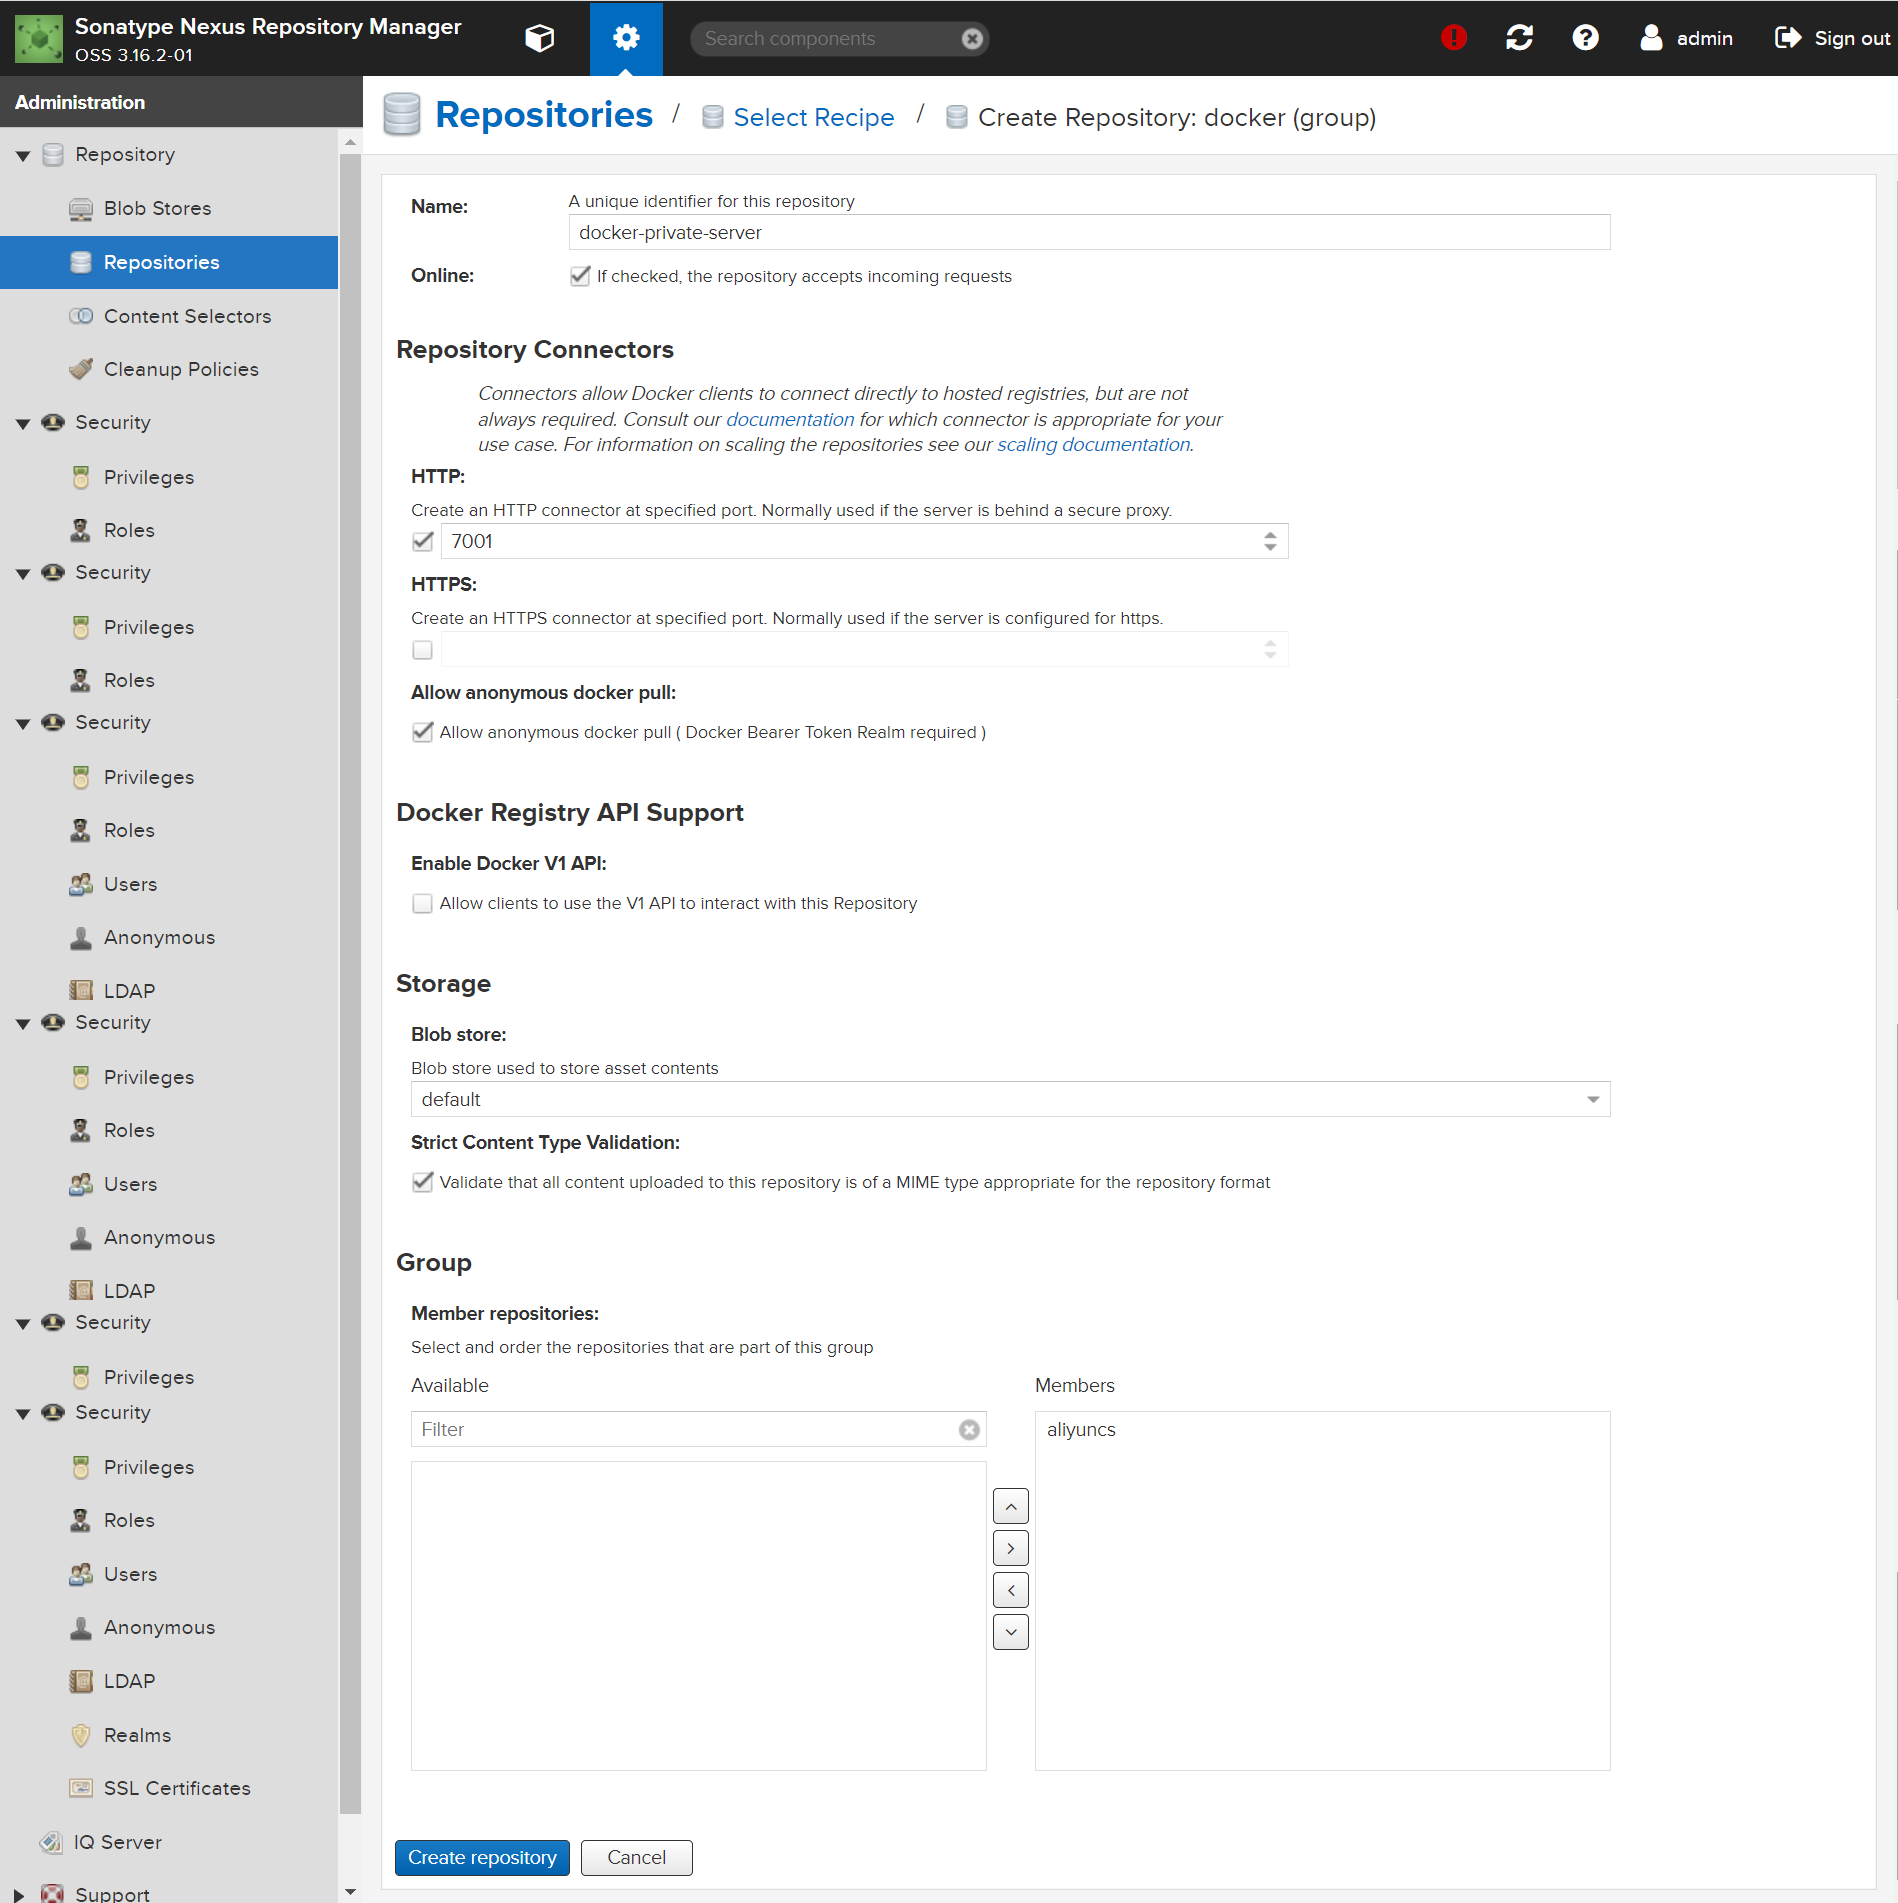 Sonatype Nexus Repository Manager
OSS 3.16.2-01
Search components
admin
Sign out
Administration
Repository
Blob Stores
Repositories
Content Selectors
Cleanup Policies
Security
Privileges
Roles
Security
Privileges
Roles
Security
Privileges
Roles
Users
Anonymous
LDAP
Security
Privileges
Roles
Users
Anonymous
LDAP
Security
Privileges
Security
Privileges
Roles
Users
Anonymous
LDAP
Realms
SSL Certificates
IQ Server
Support
Repositories / Select Recipe / Create Repository: docker (group)
Name:
A unique identifier for this repository
docker-private-server
Online:
If checked, the repository accepts incoming requests
Repository Connectors
Connectors allow Docker clients to connect directly to hosted registries, but are not
always required. Consult our documentation for which connector is appropriate for your
use case. For information on scaling the repositories see our scaling documentation.
HTTP:
Create an HTTP connector at specified port. Normally used if the server is behind a secure proxy.
7001
HTTPS:
Create an HTTPS connector at specified port. Normally used if the server is configured for https.
Allow anonymous docker pull:
Allow anonymous docker pull ( Docker Bearer Token Realm required )
Docker Registry API Support
Enable Docker V1 API:
Allow clients to use the V1 API to interact with this Repository
Storage
Blob store:
Blob store used to store asset contents
default
Strict Content Type Validation:
Validate that all content uploaded to this repository is of a MIME type appropriate for the repository format
Group
Member repositories:
Select and order the repositories that are part of this group
Available
Filter
Members
aliyuncs
Create repository
Cancel